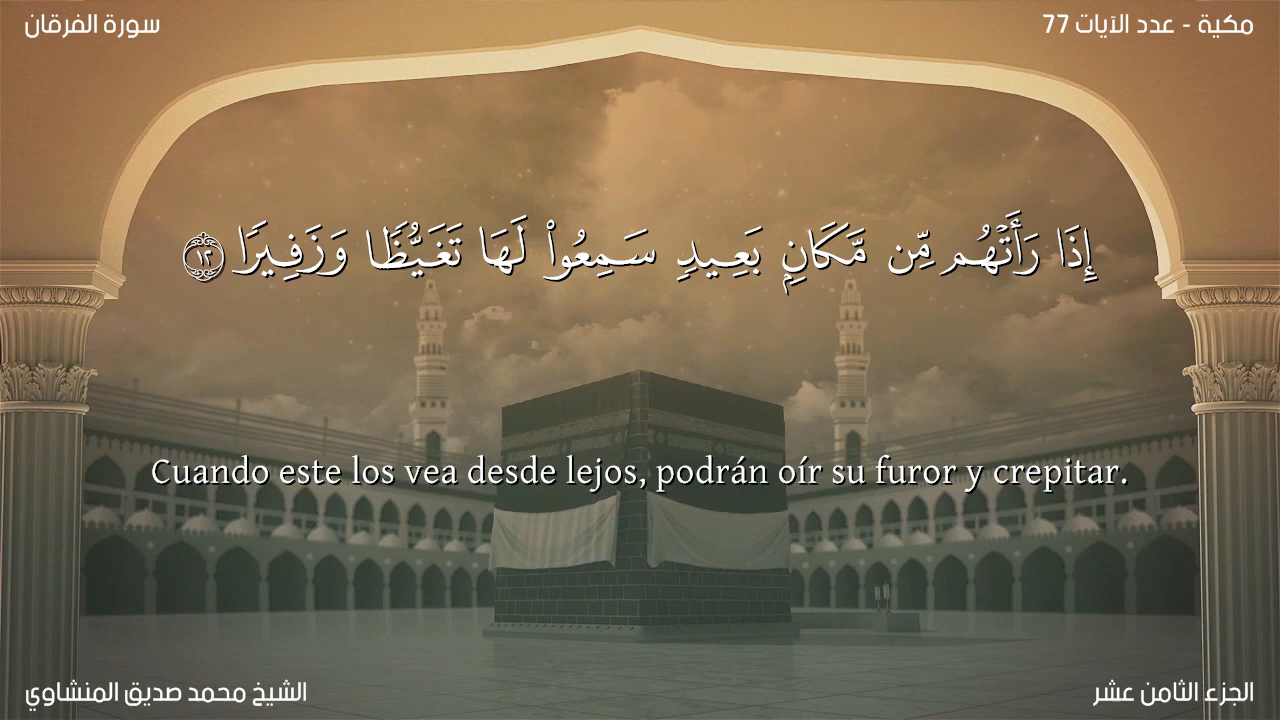 سورة الفرقان
مكية - عدد الآيات 77
إِذَا رَأَتْهُم مِّن مَّكَانِۭ بَعِيدٍ سَمِعُوا۟ لَهَا تَغَيُّظًا وَزَفِيرًا ١٢
Cuando este los vea desde lejos, podrán oír su furor y crepitar.
الشيخ محمد صديق المنشاوي
الجزء الثامن عشر